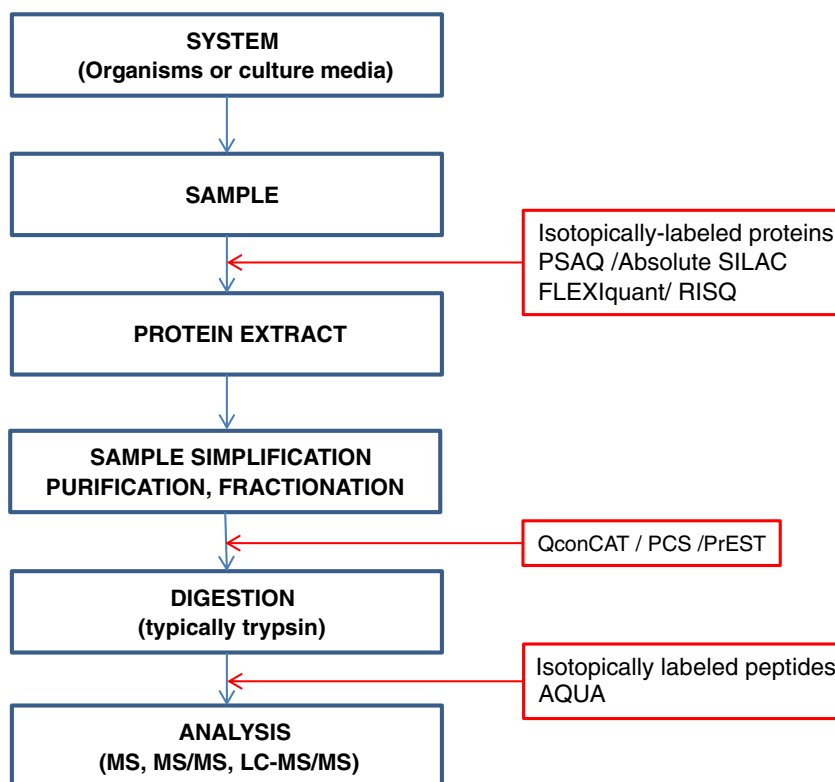 SYSTEM
(Organisms or culture media)
SAMPLE
Isotopically-labeled proteins
PSAQ /Absolute SILAC
FLEXIquant/ RISQ
PROTEIN EXTRACT
SAMPLE SIMPLIFICATION
PURIFICATION, FRACTIONATION
QconCAT / PCS /PrEST
DIGESTION
(typically trypsin)
Isotopically labeled peptides
AQUA
ANALYSIS
(MS, MS/MS, LC-MS/MS)